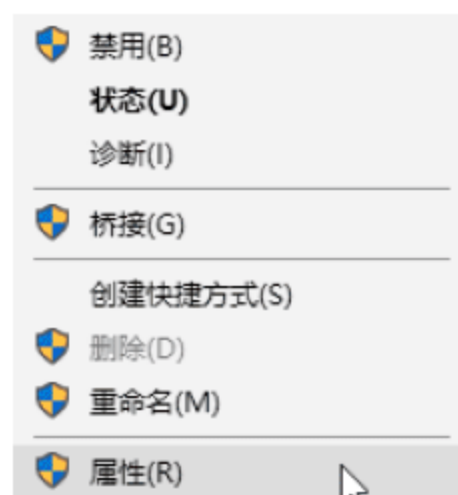 禁用(B)
状态(U)
诊断(I)
桥接(G)
创建快捷方式(S)
删除(D)
重命名(M)
属性(R)